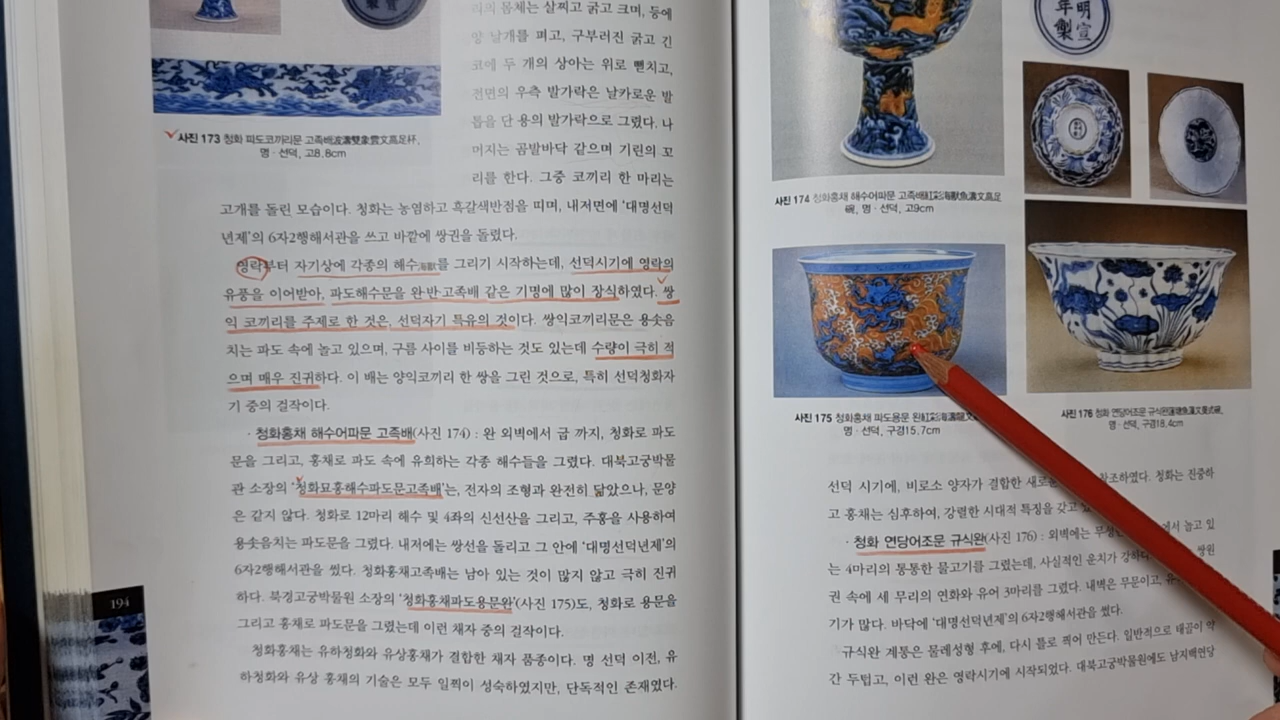 의 몸체는 살찌고 굵고 크며, 등에
양 날개를 펴고, 구부러진 굵고 긴
코에 두 개의 상아는 위로 뻗치고,
전면의 우측 발가락은 날카로운 발
톱을 단 용의 발가락으로 그렸다. 나
머지는 곰발바닥 같으며 기린의 꼬
리를 한다. 그중 코끼리 한 마리는
사진 173 청화 파도코끼리문 고족배波濤雙象雲文高足杯,
명·선덕, 고8.8cm
고개를 돌린 모습이다. 청화는 농염하고 흑갈색반점을 띠며, 내저면에 '대명선덕
년제'의 6자2행해서관을 쓰고 바깥에 쌍권을 돌렸다.
영락부터 자기상에 각종의 해수海獸를 그리기 시작하는데, 선덕시기에 영락의
유풍을 이어받아, 파도해수문을 완·반·고족배 같은 기명에 많이 장식하였다. 쌍
익 코끼리를 주제로 한 것은, 선덕자기 특유의 것이다. 쌍익코끼리문은 용솟음
치는 파도 속에 놀고 있으며, 구름 사이를 비등하는 것도 있는데 수량이 극히 적
으며 매우 진귀하다. 이 배는 양익코끼리 한 쌍을 그린 것으로, 특히 선덕청화자
기 중의 걸작이다.
· 청화홍채 해수어파문 고족배(사진 174) : 완 외벽에서 굽 까지, 청화로 파도
문을 그리고, 홍채로 파도 속에 유희하는 각종 해수들을 그렸다. 대북고궁박물
관 소장의 '청화묘홍해수파도문고족배'는, 전자의 조형과 완전히 닮았으나, 문양
은 같지 않다. 청화로 12마리 해수 및 4좌의 신선산을 그리고, 주홍을 사용하여
용솟음치는 파도문을 그렸다. 내저에는 쌍선을 돌리고 그 안에 '대명선덕년제'의
6자2행해서관을 썼다. 청화홍채고족배는 남아 있는 것이 많지 않고 극히 진귀
하다. 북경고궁박물원 소장의 '청화홍채파도용문완'(사진 175)도, 청화로 용문을
그리고 홍채로 파도문을 그렸는데 이런 채자 중의 걸작이다.
청화홍채는 유하청화와 유상홍채가 결합한 채자 품종이다. 명 선덕 이전, 유
하청화와 유상 홍채의 기술은 모두 일찍이 성숙하였지만, 단독적인 존재였다.
194
明宣
年製
사진 174 청화홍채 해수어파문 고족배
碗, 명·선덕, 고9cm
사진 175 청화홍채 파도용문 완
명·선덕, 구경15.7cm
사진 176 청화 연당어조문 규식완
명·선덕, 구경18.4cm
선덕 시기에, 비로소 양자가 결합한 새로운 창조하였다. 청화는 진중하
고 홍채는 심후하여, 강렬한 시대적 특징을 갖고
· 청화 연당어조문 규식완(사진 176) : 외벽에는 에서 놀고 있
는 4마리의 통통한 물고기를 그렸는데, 사실적인 운치가 강하다. 쌍원
권 속에 세 무리의 연화와 유어 3마리를 그렸다. 내벽은 무문이고,
기가 많다. 바닥에 '대명선덕년제'의 6자2행해서관을 썼다.
규식완 계통은 물레성형 후에, 다시 틀로 찍어 만든다. 일반적으로 태골이 약
간 두텁고, 이런 완은 영락시기에 시작되었다. 대북고궁박물원에도 남지백연당